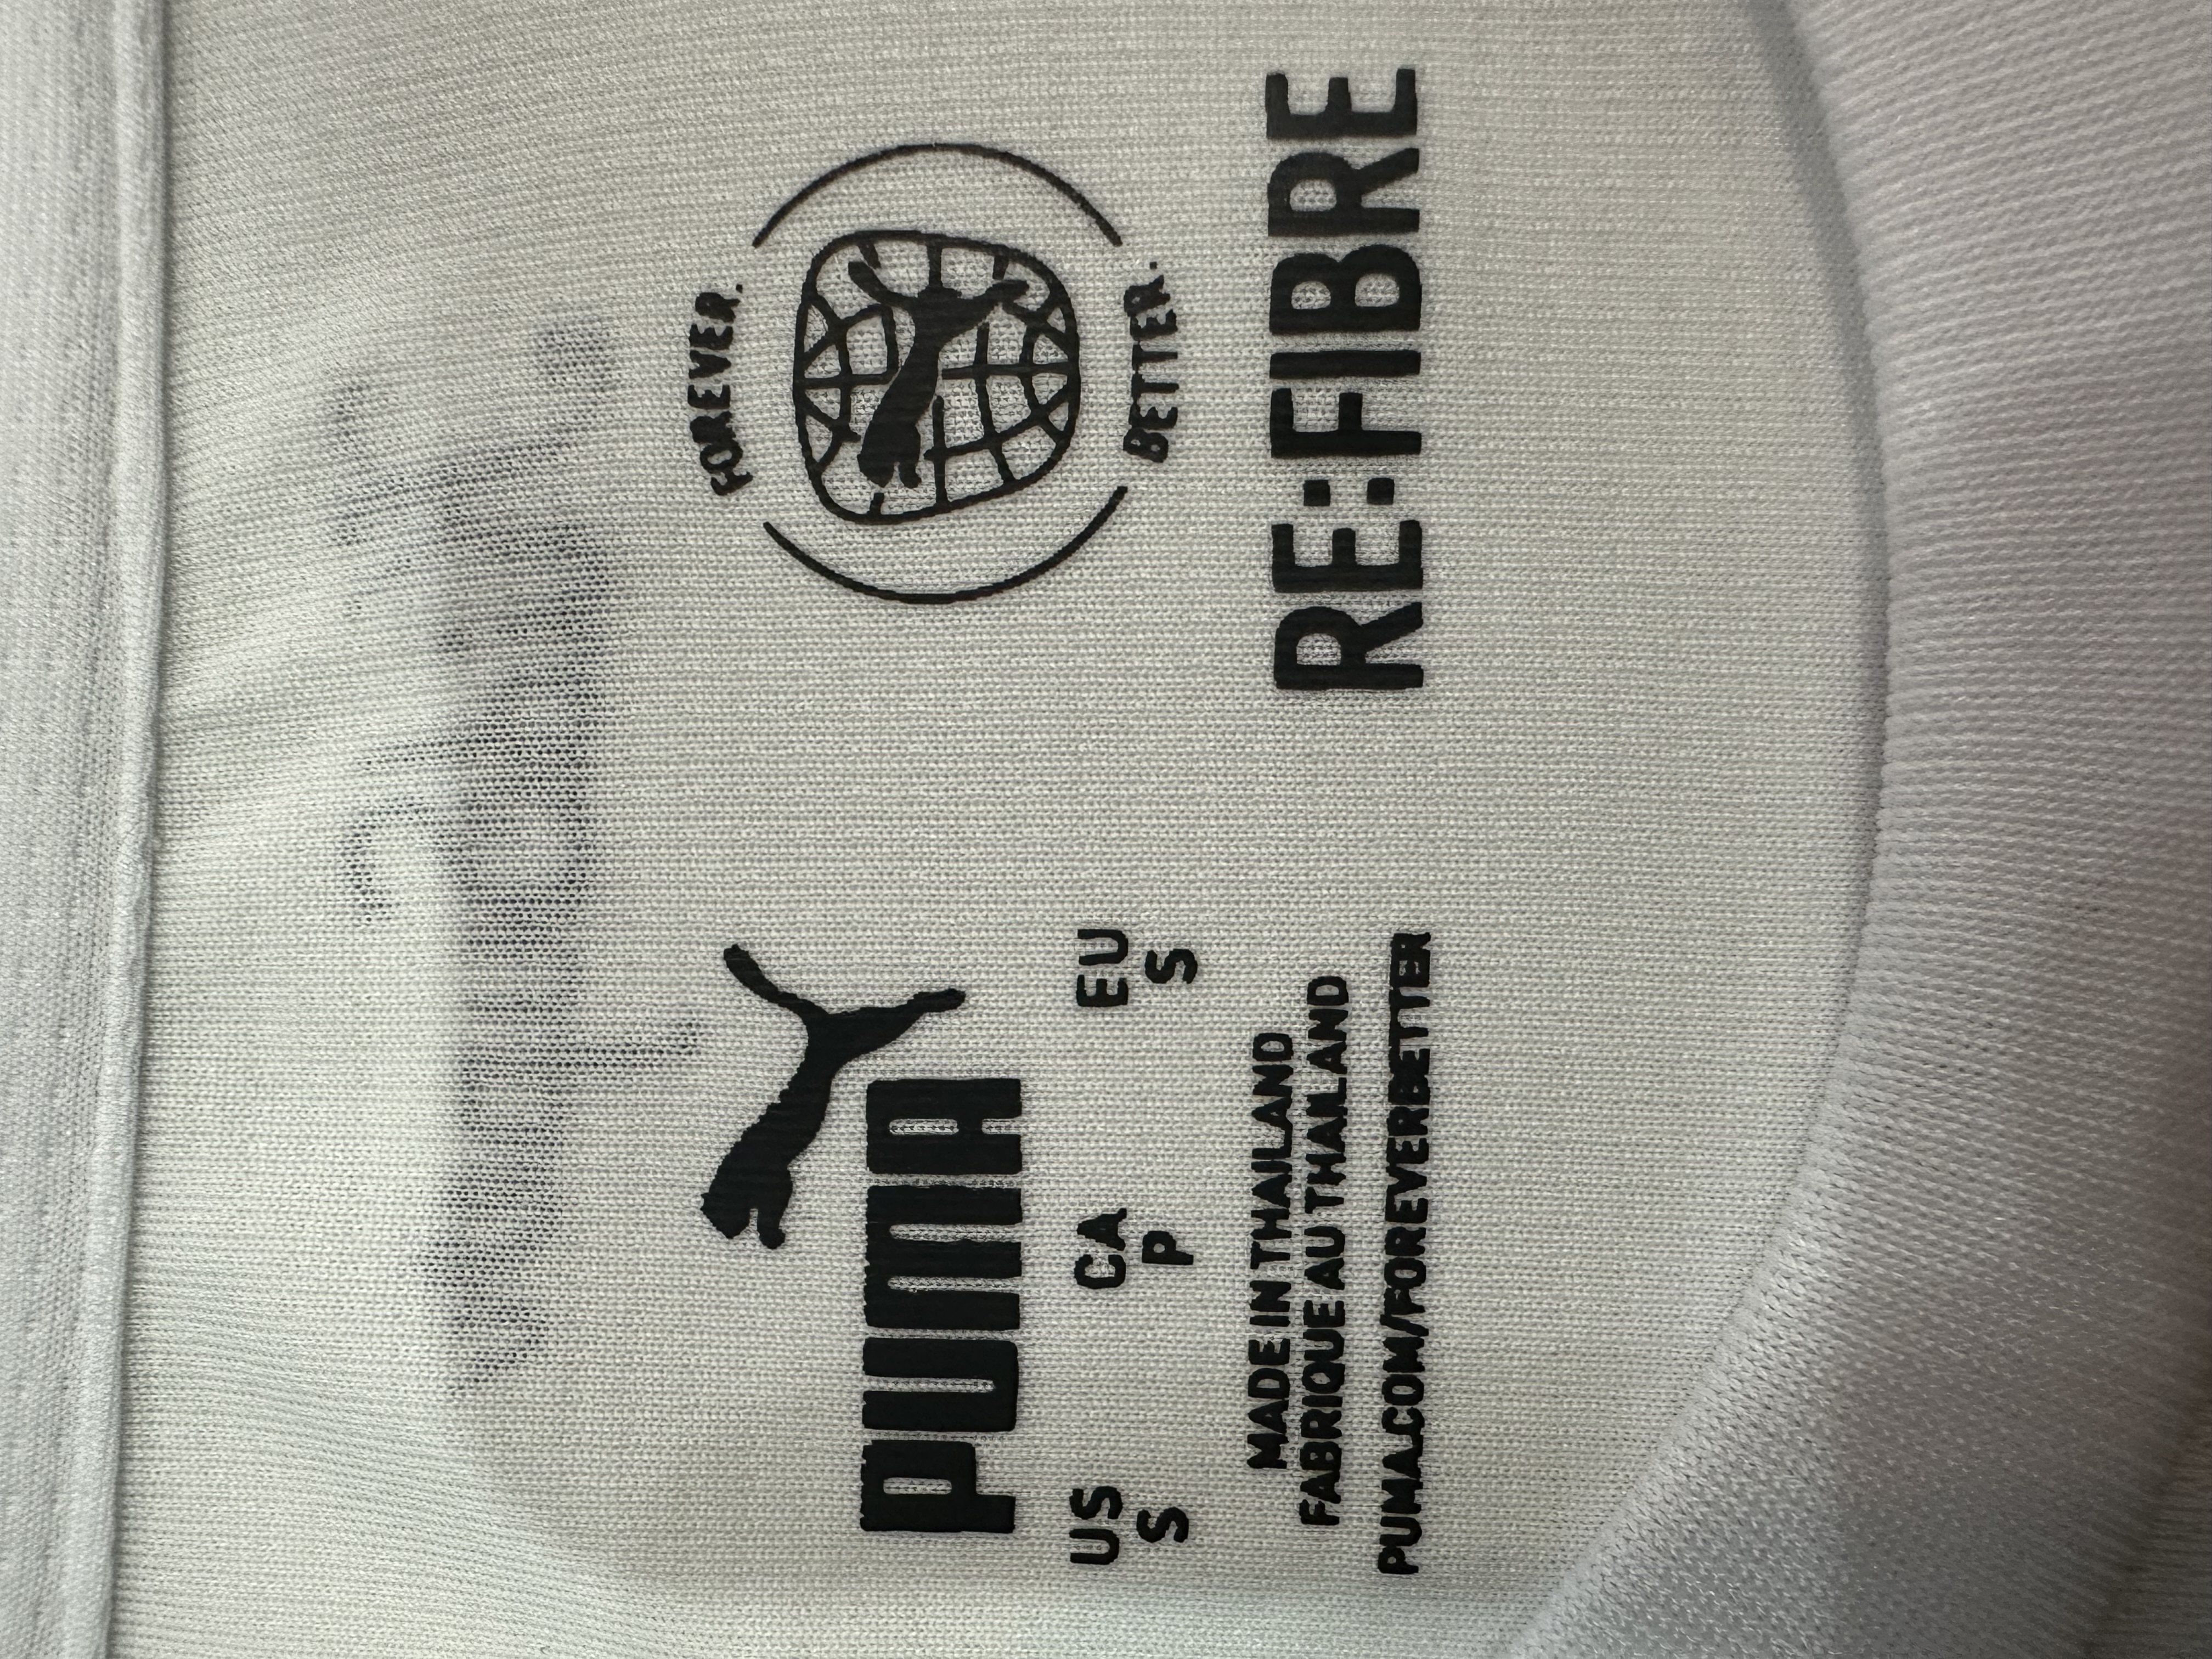 PUMA
US CA EU
S P S
MADE IN THAILAND
FABRIQUE AU THAILAND
PUMA.COM/FOREVERBETTER
FOREVER.
BETTER.
RE:FIBRE